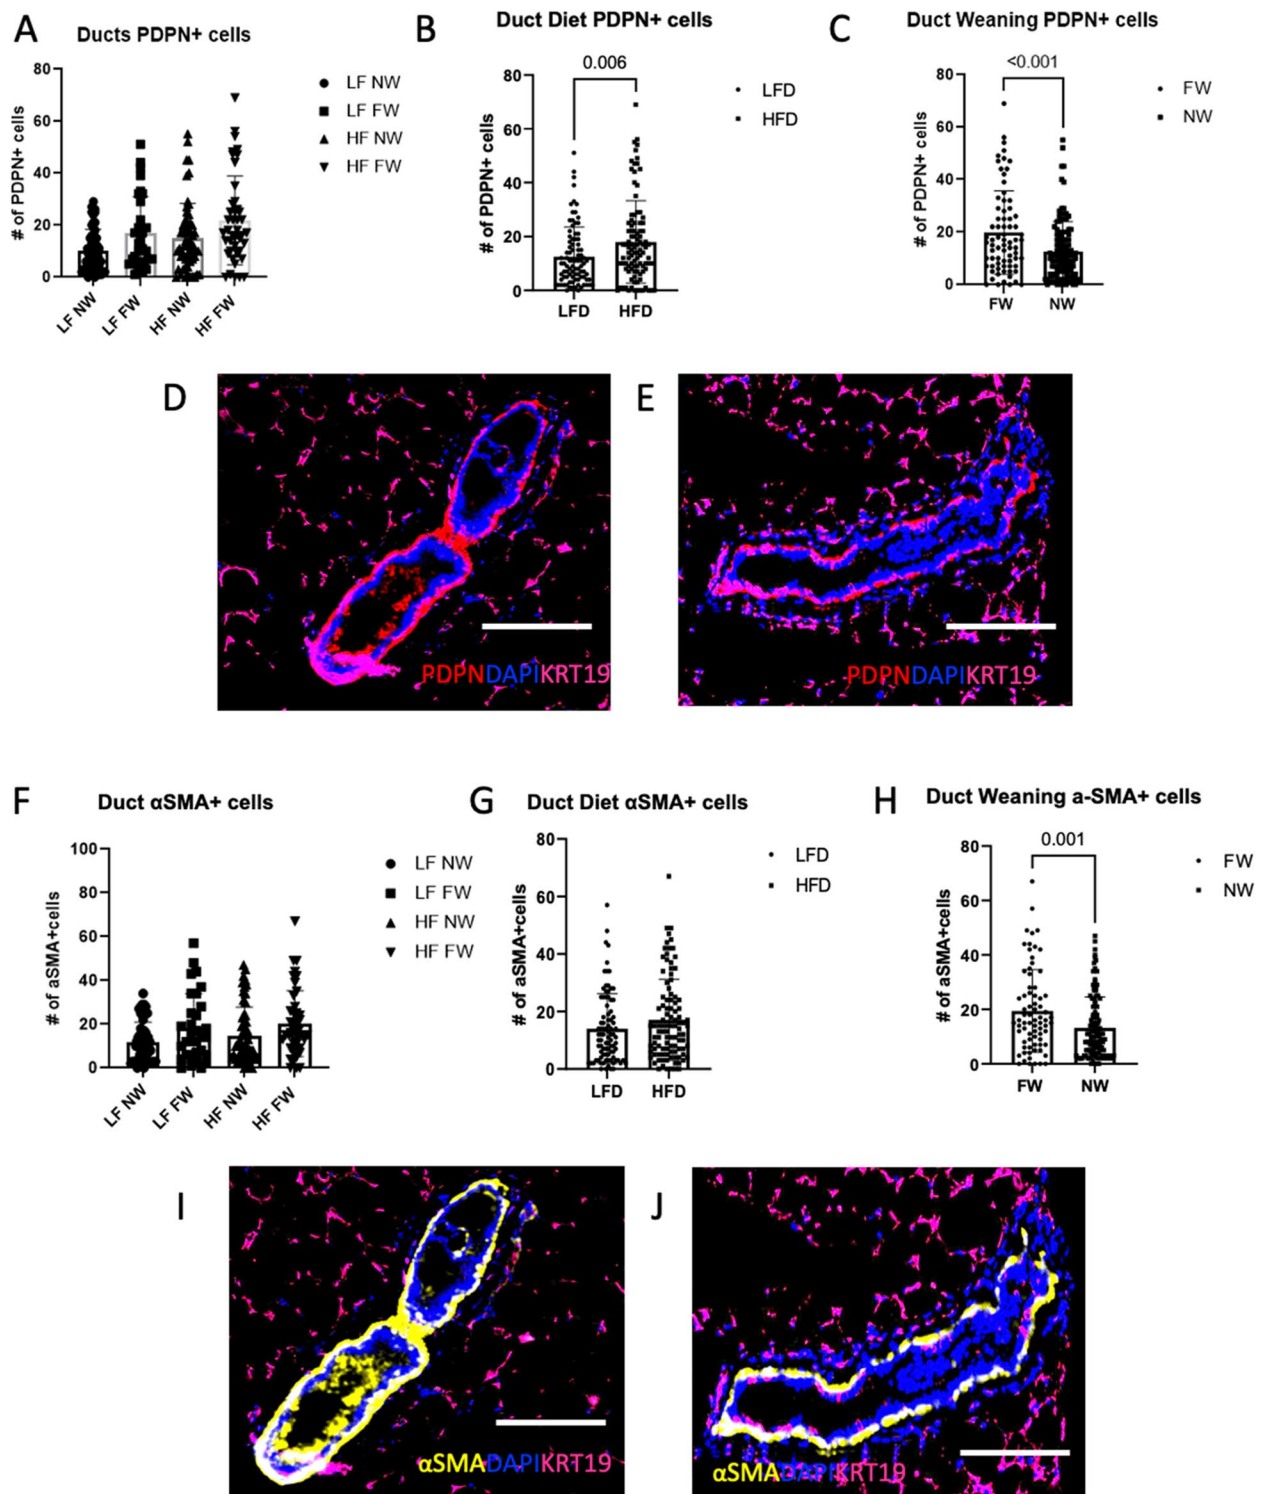 A
Ducts PDPN+ cells
# of PDPN+ cells
80
60
40
20
0
LF NW
LF FW
HF NW
HF FW
LF NW
LF FW
HF NW
HF FW
B
Duct Diet PDPN+ cells
0.006
# of PDPN+ cells
80
60
40
20
0
LFD
HFD
LFD
HFD
C
Duct Weaning PDPN+ cells
<0.001
# of PDPN+ cells
80
60
40
20
0
FW
NW
FW
NW
D
PDPNDAPIKRT19
E
PDPNDAPIKRT19
F
Duct αSMA+ cells
# of aSMA+cells
100
80
60
40
20
0
LF NW
LF FW
HF NW
HF FW
LF NW
LF FW
HF NW
HF FW
G
Duct Diet αSMA+ cells
# of aSMA+cells
80
60
40
20
0
LFD
HFD
LFD
HFD
H
Duct Weaning a-SMA+ cells
0.001
# of aSMA+cells
80
60
40
20
0
FW
NW
FW
NW
I
αSMADAPIKRT19
J
αSMADAPIKRT19